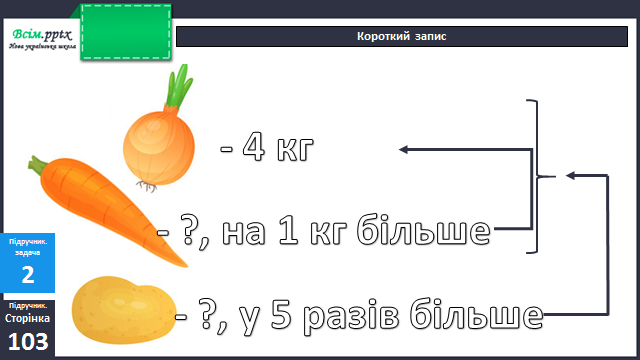 Всім.pptx
Нова українська школа
Короткий запис
- 4 кг
- ?, на 1 кг більше
- ?, у 5 разів більше
Підручник.
задача
2
Підручник.
Сторінка
103